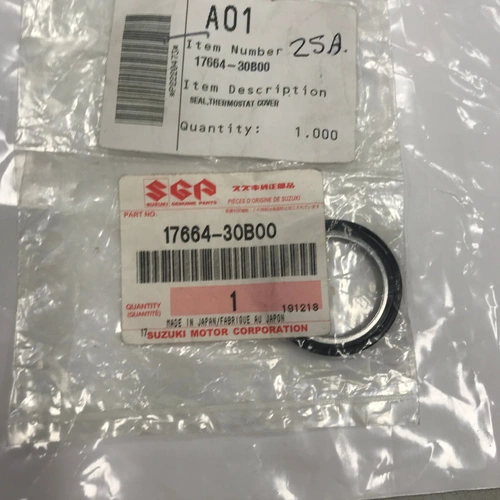 A01
Item Number
25A.
17664-30B00
Item Description
SEAL,THERMOSTAT COVER
Quantity: 1.000
SGP
スズキ純正部品
SUZUKI GENUINE PARTS
PIÈCES D'ORIGINE DE SUZUKI
PART NO.
17664-30B00
QUANTITY
(QUANTITÉ)
1
191218
MADE IN JAPAN/FABRIQUE AU JAPON
17
SUZUKI MOTOR CORPORATION